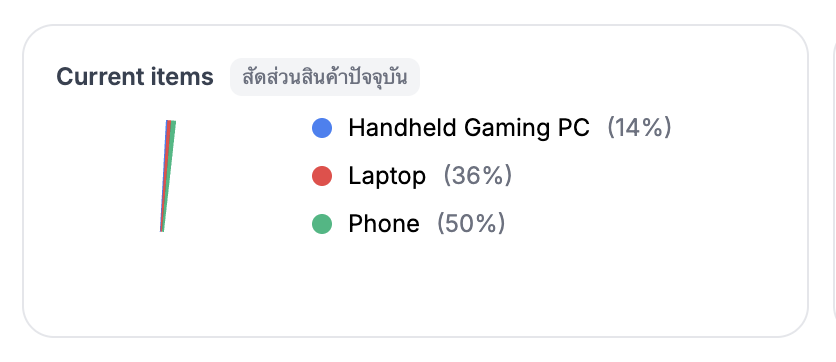 Current items สัดส่วนสินค้าปัจจุบัน
Handheld Gaming PC (14%)
Laptop (36%)
Phone (50%)